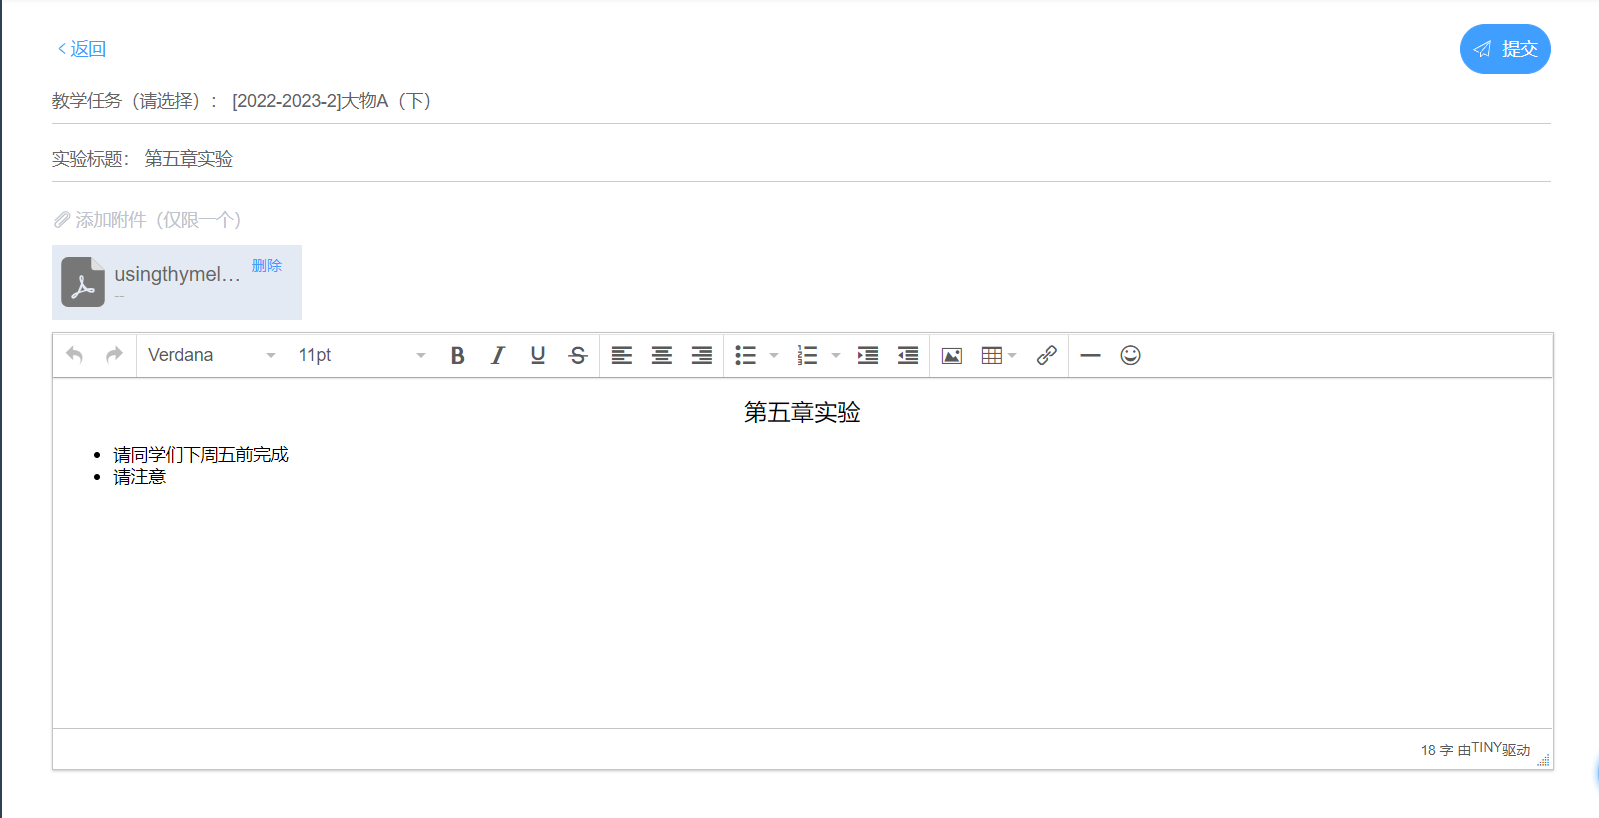 返回
提交
教学任务（请选择）： [2022-2023-2]大物A（下）
实验标题： 第五章实验
添加附件（仅限一个）
usingthymel... 删除
--
Verdana 11pt
第五章实验
• 请同学们下周五前完成
• 请注意
18 字 由TINY驱动